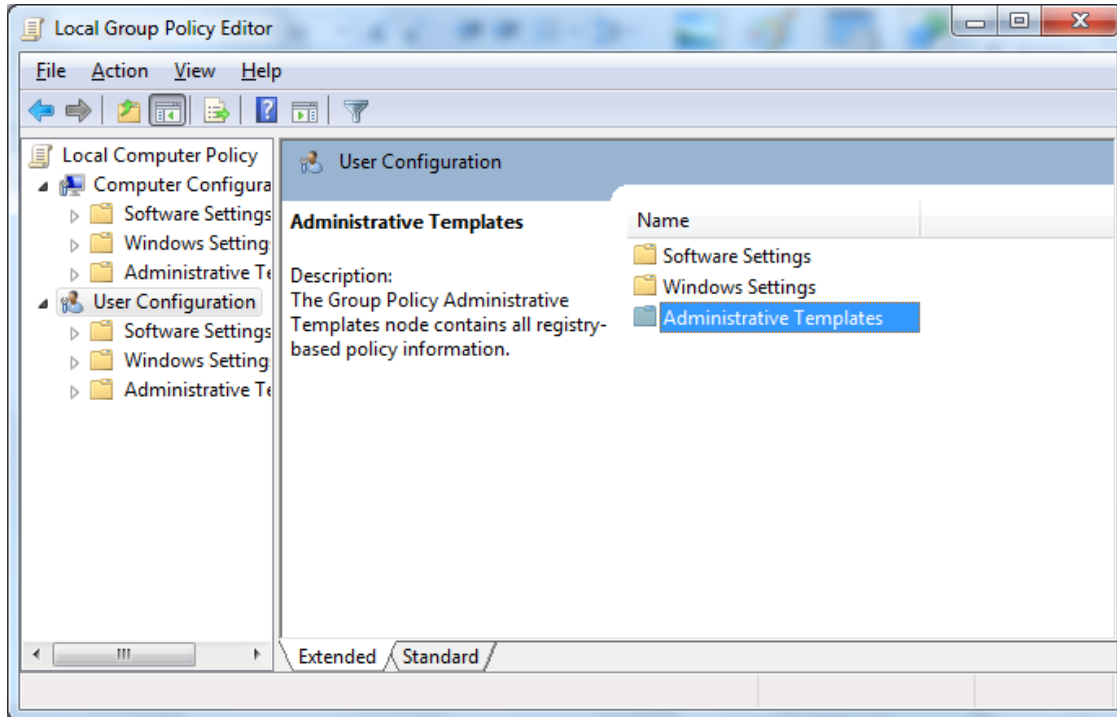 Local Group Policy Editor
File Action View Help
Local Computer Policy
Computer Configura
Software Settings
Windows Setting
Administrative Te
User Configuration
Software Settings
Windows Setting
Administrative Te
User Configuration
Administrative Templates
Description:
The Group Policy Administrative
Templates node contains all registry-
based policy information.
Name
Software Settings
Windows Settings
Administrative Templates
Extended Standard